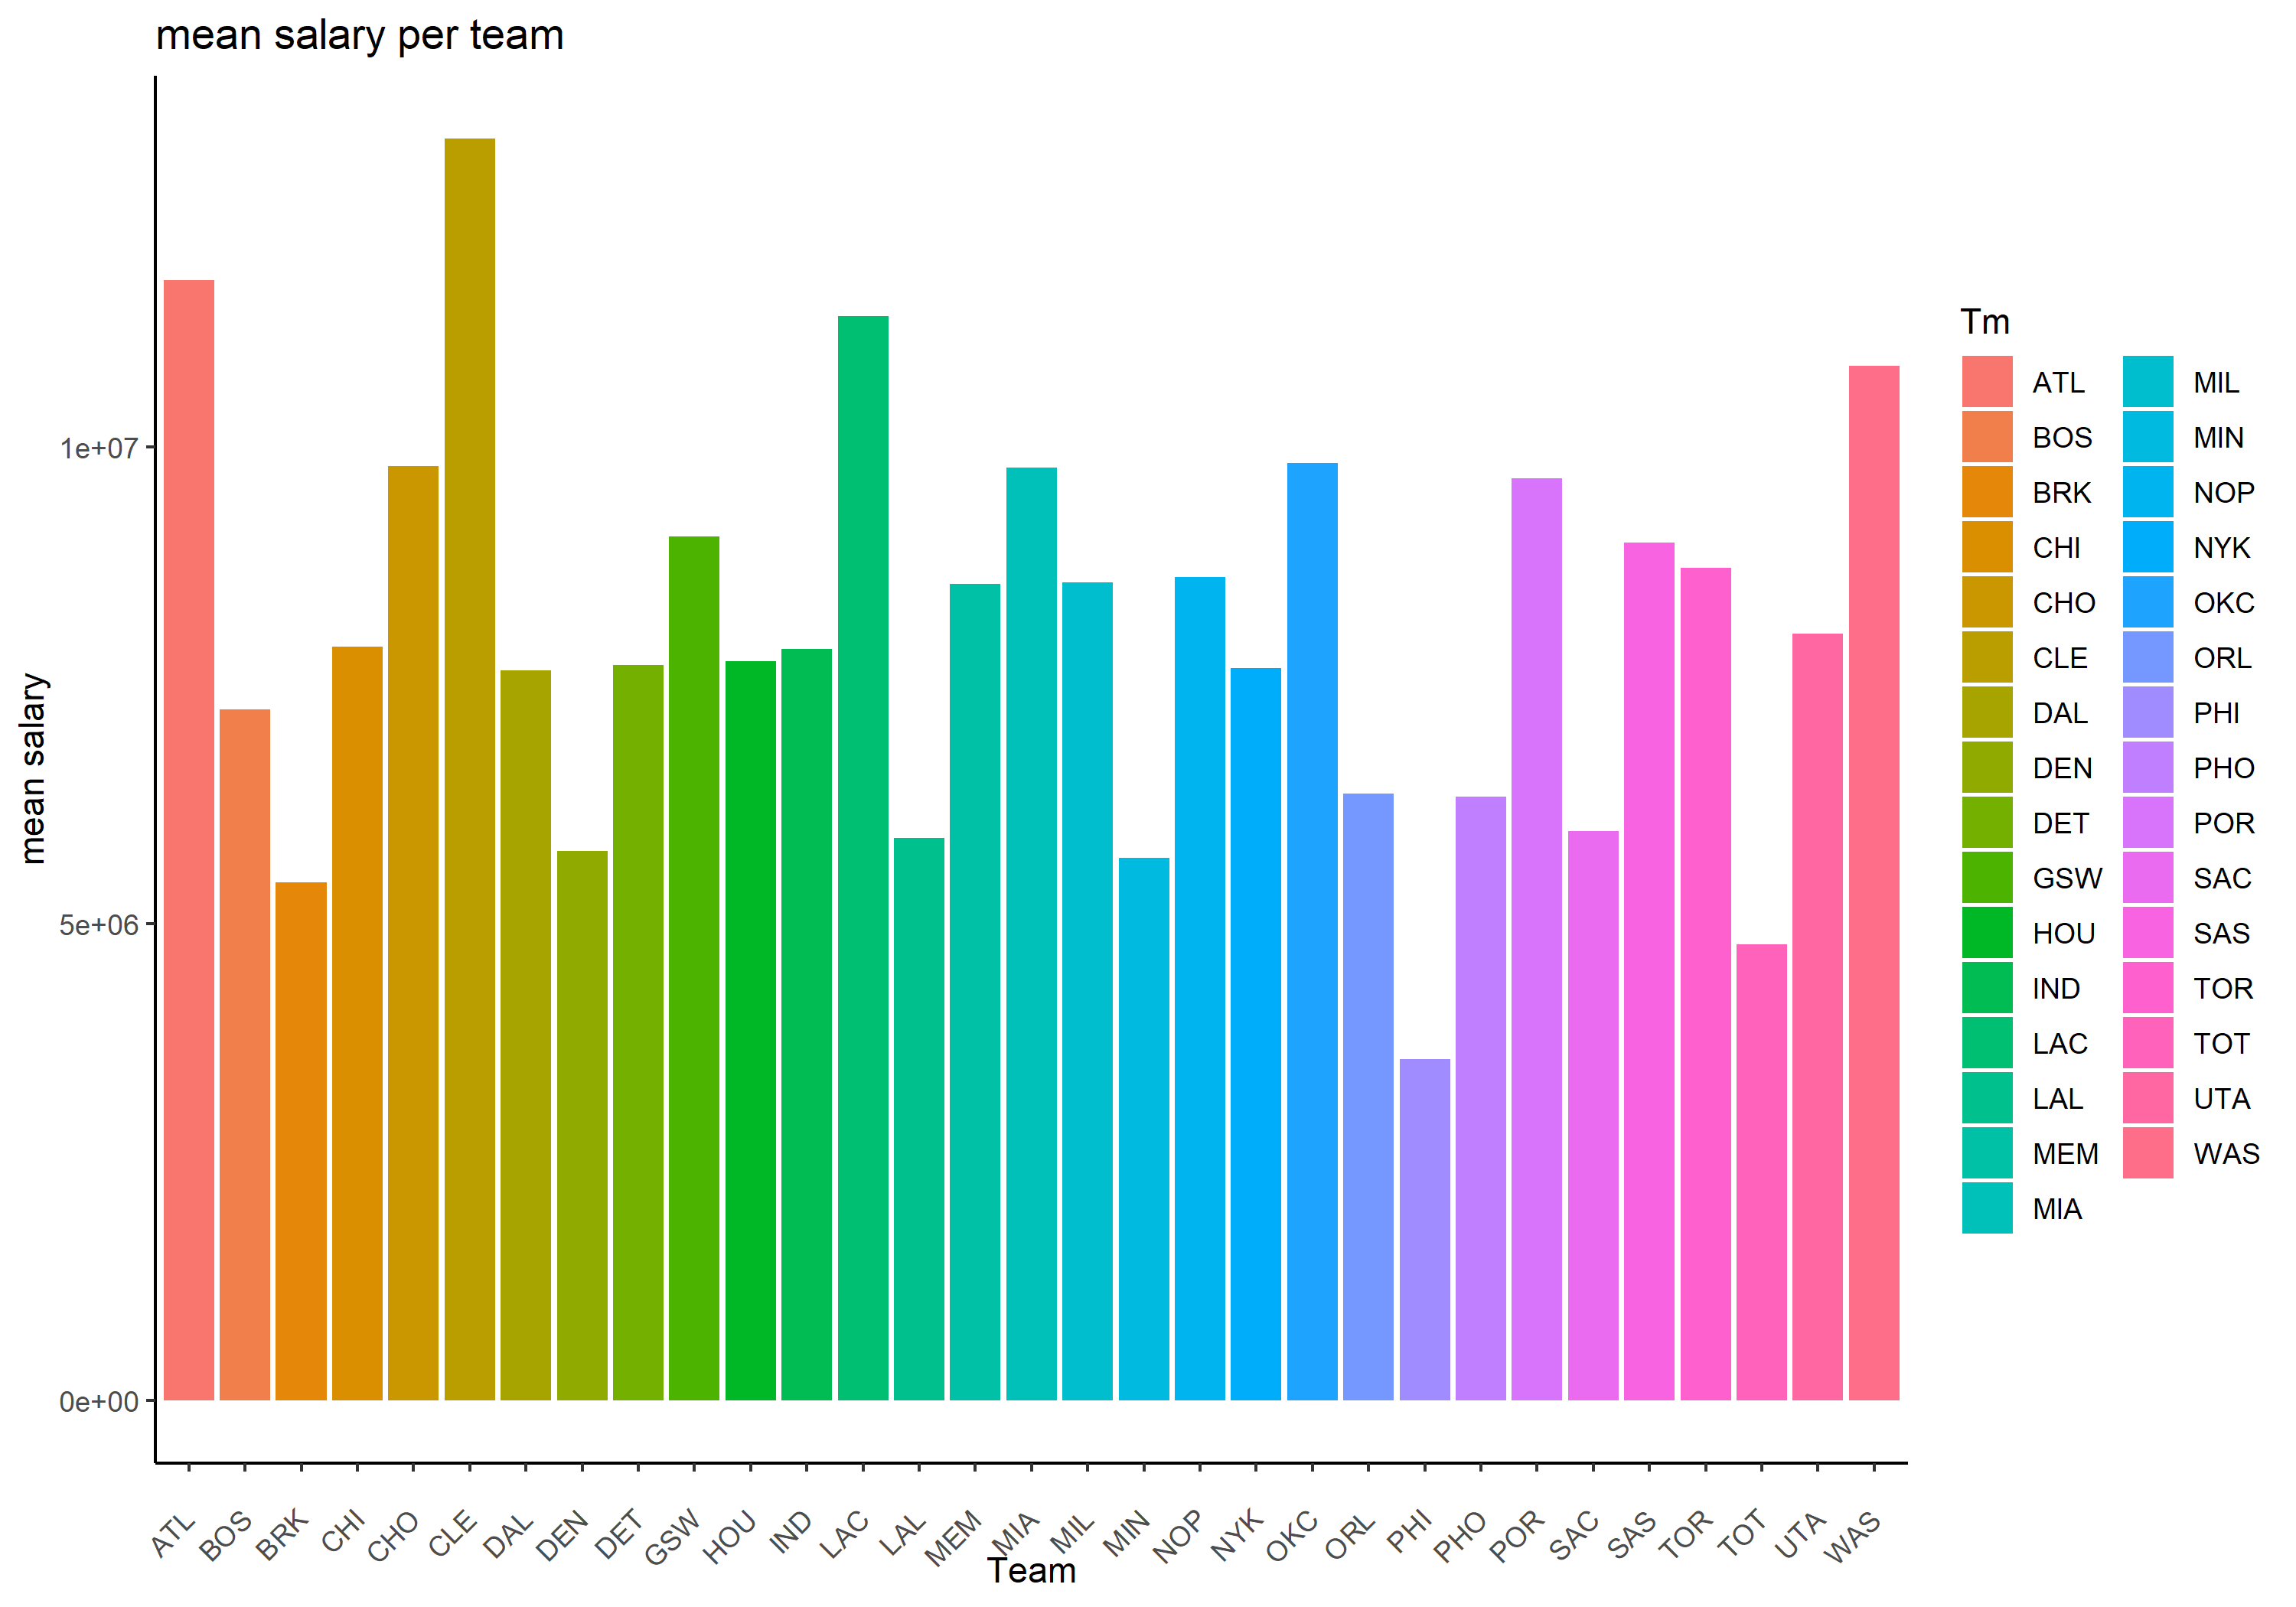 mean salary per team
mean salary
1e+07
5e+06
0e+00
ATL BOS BRK CHI CHO CLE DAL DEN DET GSW HOU IND LAC LAL MEM MIA MIL MIN NOP NYK OKC ORL PHI PHO POR SAC SAS TOR TOT UTA WAS
Team
Tm
ATL
BOS
BRK
CHI
CHO
CLE
DAL
DEN
DET
GSW
HOU
IND
LAC
LAL
MEM
MIA
MIL
MIN
NOP
NYK
OKC
ORL
PHI
PHO
POR
SAC
SAS
TOR
TOT
UTA
WAS